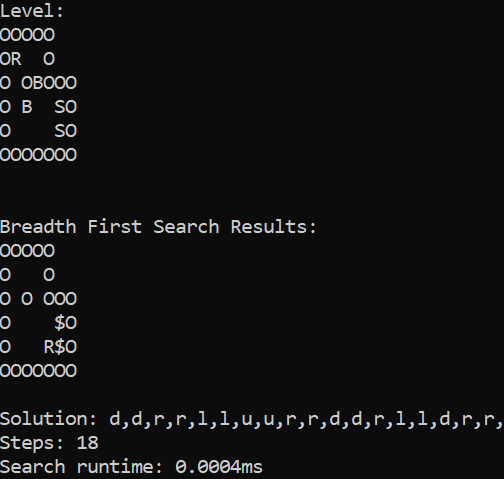 Level:
OOOOO
OR  O
O OBOOO
O B  SO
O    SO
OOOOOOO
Breadth First Search Results:
OOOOO
O   O
O O OOO
O    $O
O   R$O
OOOOOOO
Solution: d,d,r,r,l,l,u,u,r,r,d,d,r,l,l,d,r,r,
Steps: 18
Search runtime: 0.0004ms